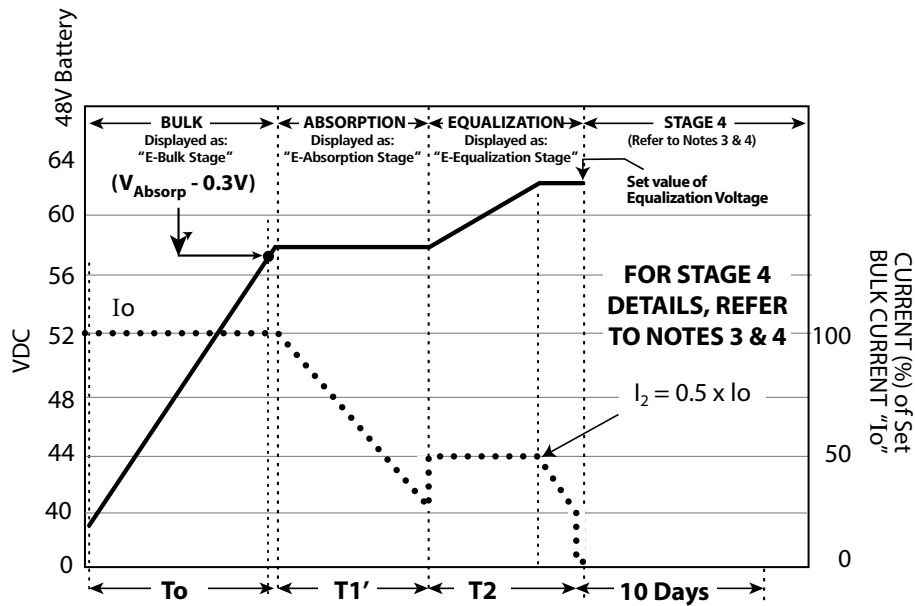 48V Battery
BULK
Displayed as:
"E-Bulk Stage"
(VAbsorp - 0.3V)
ABSORPTION
Displayed as:
"E-Absorption Stage"
EQUALIZATION
Displayed as:
"E-Equalization Stage"
STAGE 4
(Refer to Notes 3 & 4)
Set value of
Equalization Voltage
64
60
56
52
48
44
40
0
VDC
Io
FOR STAGE 4
DETAILS, REFER
TO NOTES 3 & 4
I2 = 0.5 x Io
100
50
0
CURRENT (%) of Set
BULK CURRENT "Io"
To
T1'
T2
10 Days